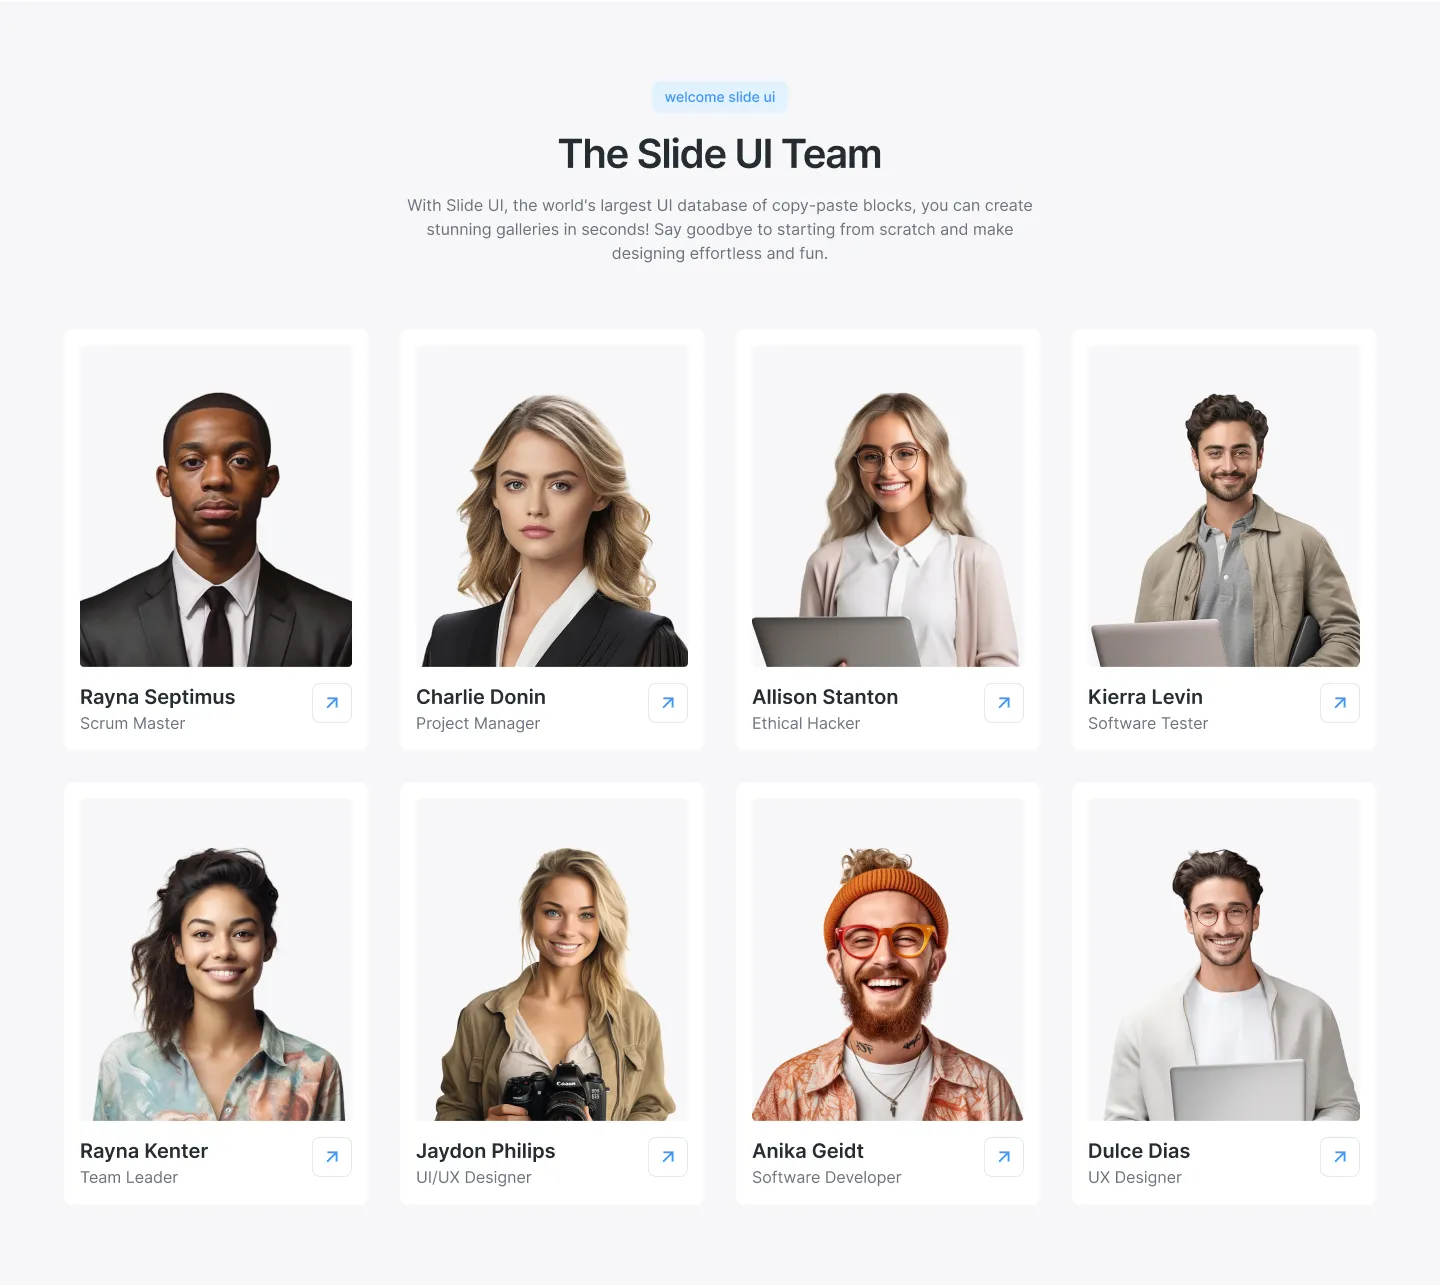 welcome slide ui
The Slide UI Team
With Slide UI, the world's largest UI database of copy-paste blocks, you can create
stunning galleries in seconds! Say goodbye to starting from scratch and make
designing effortless and fun.
Rayna Septimus
Scrum Master
Charlie Donin
Project Manager
Allison Stanton
Ethical Hacker
Kierra Levin
Software Tester
Canon
Rayna Kenter
Team Leader
Jaydon Philips
UI/UX Designer
Anika Geidt
Software Developer
Dulce Dias
UX Designer